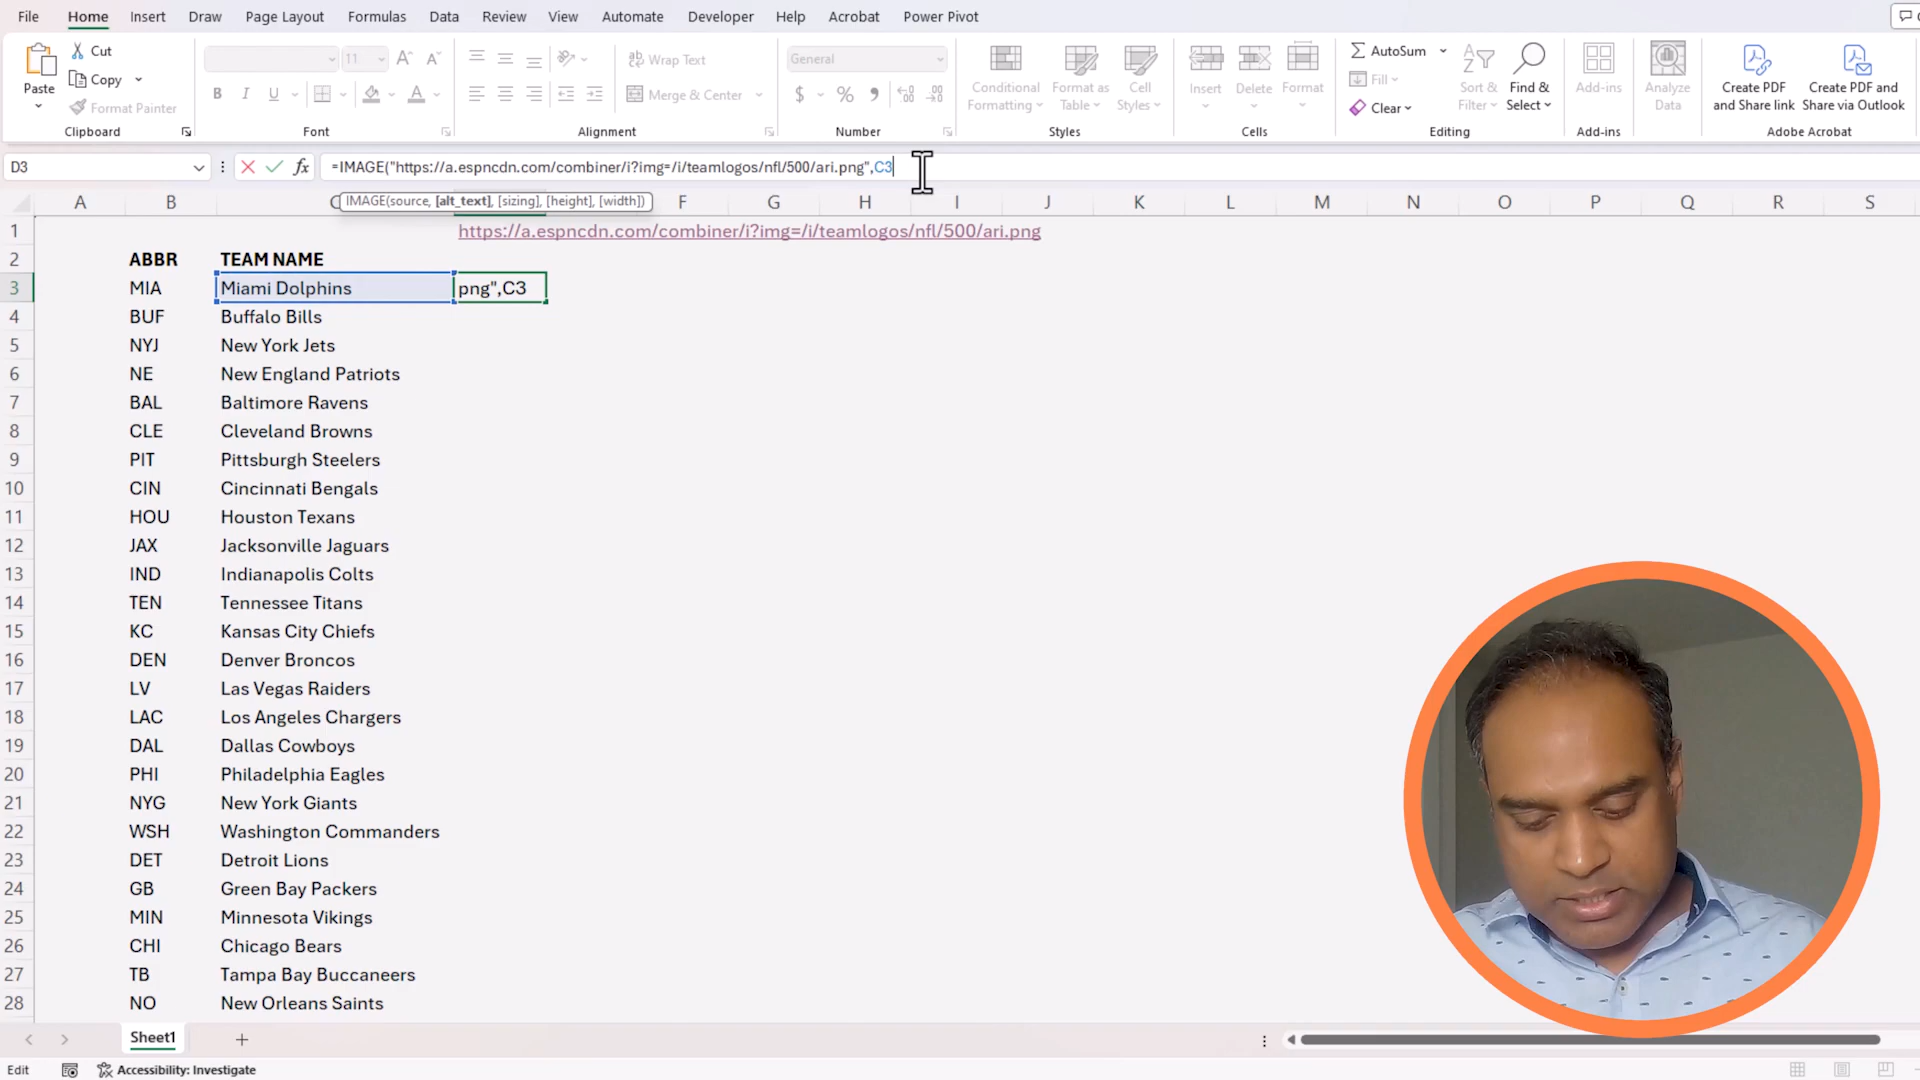 File Home Insert Draw Page Layout Formulas Data Review View Automate Developer Help Acrobat Power Pivot
Paste Cut Copy Format Painter Clipboard
11 B I U Font
Wrap Text Merge & Center Alignment
General $ % Number
Conditional Formatting Format as Table Cell Styles Styles
Insert Delete Format Cells
AutoSum Fill Clear Sort & Filter Find & Select Editing
Add-ins Add-ins
Analyze Data
Create PDF and Share link Create PDF and Share via Outlook Adobe Acrobat
D3 fx =IMAGE("https://a.espncdn.com/combiner/i?img=/i/teamlogos/nfl/500/ari.png",C3
IMAGE(source, [alt_text], [sizing], [height], [width])
A B C F G H I J K L M N O P Q R S
1 https://a.espncdn.com/combiner/i?img=/i/teamlogos/nfl/500/ari.png
2 ABBR TEAM NAME
3 MIA Miami Dolphins png",C3
4 BUF Buffalo Bills
5 NYJ New York Jets
6 NE New England Patriots
7 BAL Baltimore Ravens
8 CLE Cleveland Browns
9 PIT Pittsburgh Steelers
10 CIN Cincinnati Bengals
11 HOU Houston Texans
12 JAX Jacksonville Jaguars
13 IND Indianapolis Colts
14 TEN Tennessee Titans
15 KC Kansas City Chiefs
16 DEN Denver Broncos
17 LV Las Vegas Raiders
18 LAC Los Angeles Chargers
19 DAL Dallas Cowboys
20 PHI Philadelphia Eagles
21 NYG New York Giants
22 WSH Washington Commanders
23 DET Detroit Lions
24 GB Green Bay Packers
25 MIN Minnesota Vikings
26 CHI Chicago Bears
27 TB Tampa Bay Buccaneers
28 NO New Orleans Saints
Sheet1
Edit Accessibility: Investigate